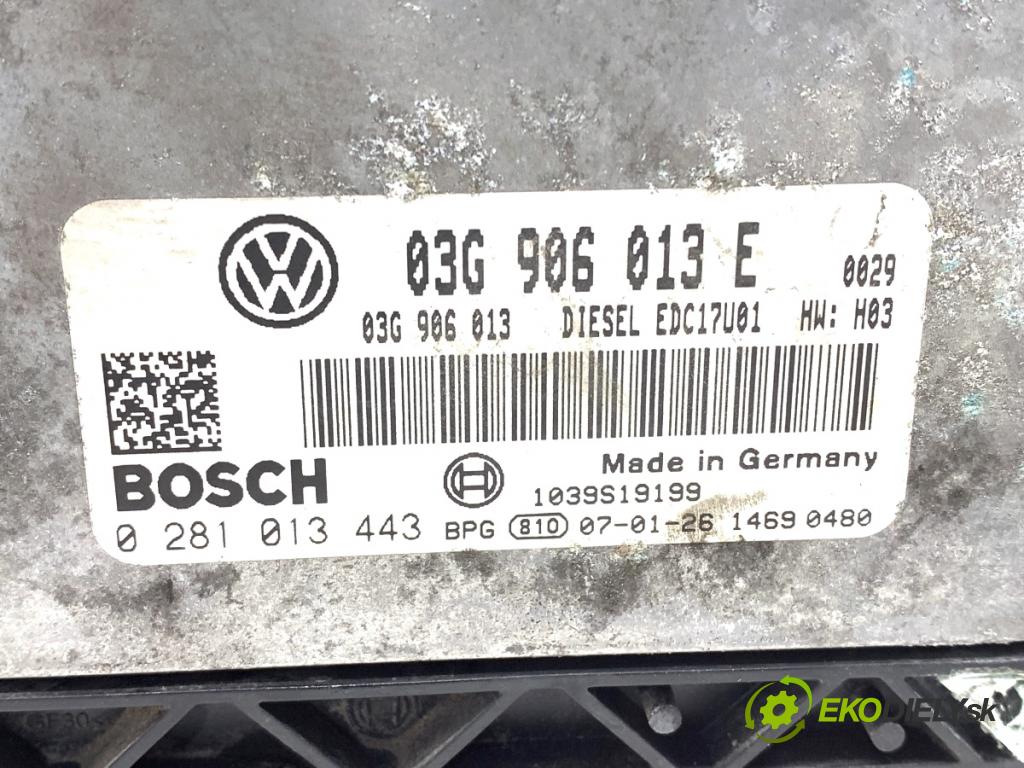 03G 906 013 E
0029
03G 906 013 DIESEL EDC17U01 HW: H03
BOSCH
Made in Germany
1039S19199
0 281 013 443 BPG 810 07-01-26 1469 0480
GF30
EKODIELY.sk